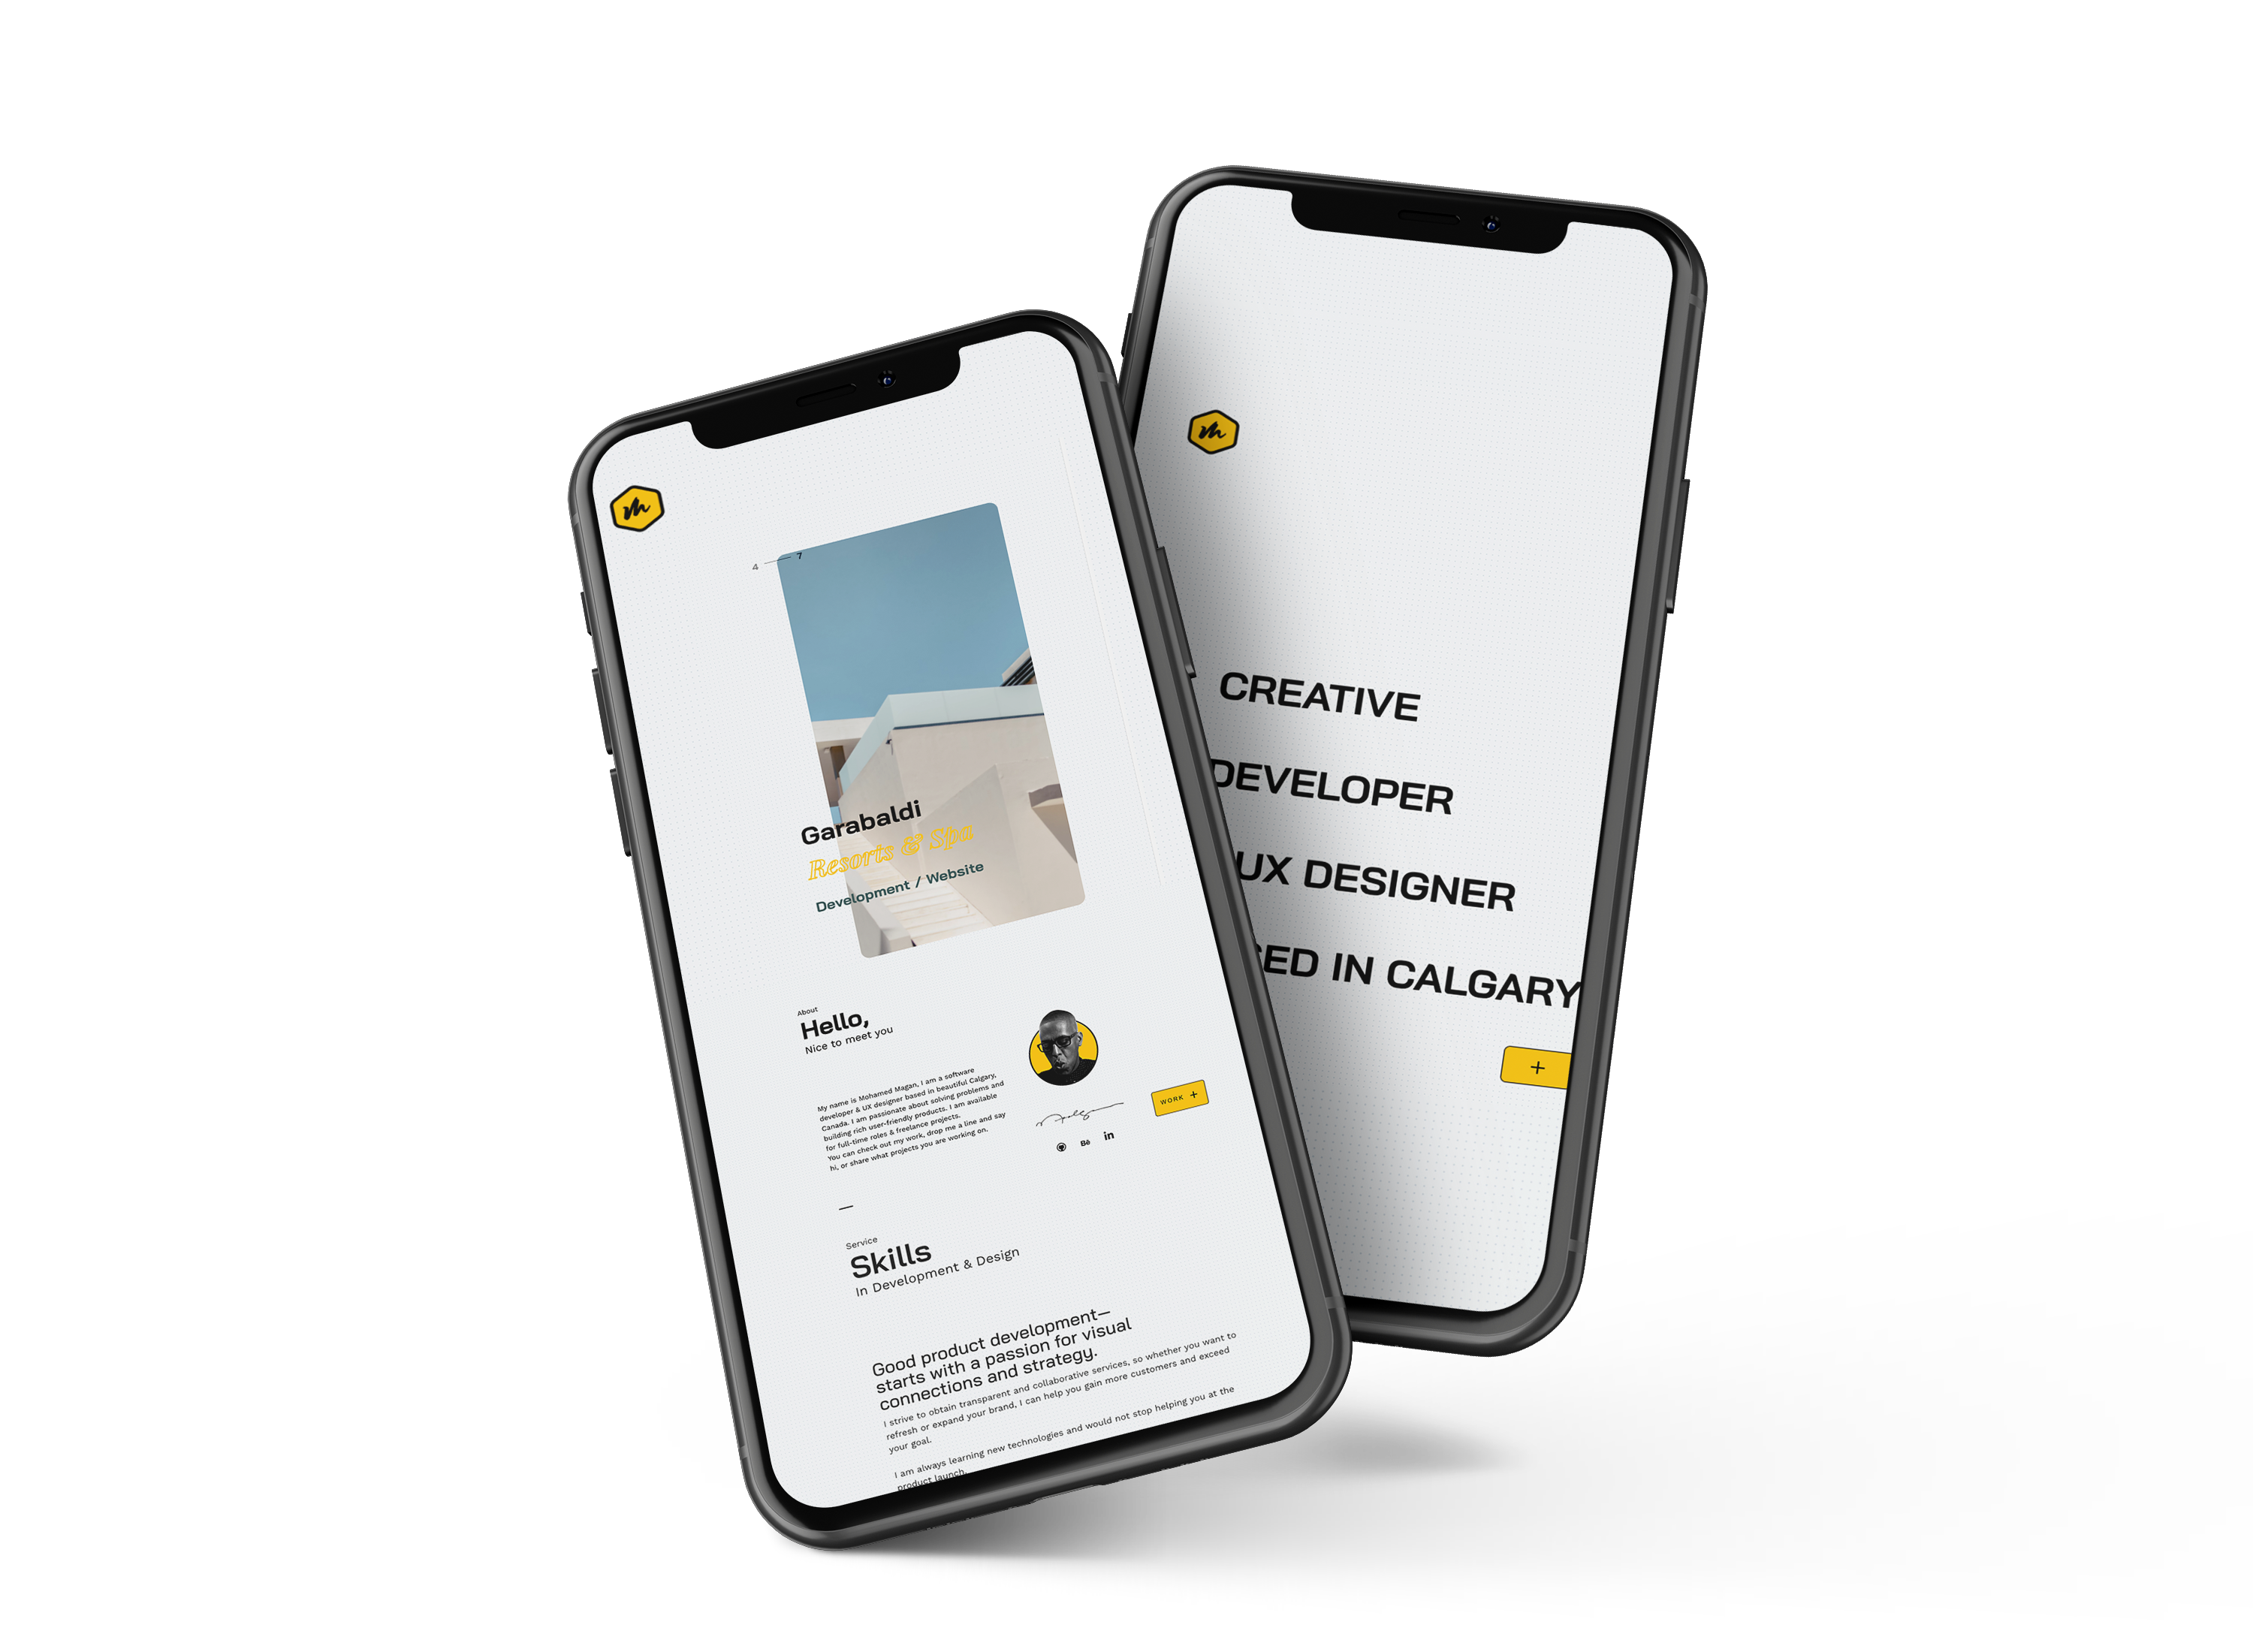 4 — 7
Garabaldi
Resorts & Spa
Development / Website
About
Hello,
Nice to meet you
My name is Mohamed Magan, I am a software
developer & UX designer based in beautiful Calgary,
Canada. I am passionate about solving problems and
building rich user-friendly products. I am available
for full-time roles & freelance projects.
You can check out my work, drop me a line and say
hi, or share what projects you are working on.
WORK +
Bē
in
—
Service
Skills
In Development & Design
Good product development—
starts with a passion for visual
connections and strategy.
I strive to obtain transparent and collaborative services, so whether you want to
refresh or expand your brand, I can help you gain more customers and exceed
your goal.
I am always learning new technologies and would not stop helping you at the
product launch.
CREATIVE
DEVELOPER
UX DESIGNER
SED IN CALGARY
+